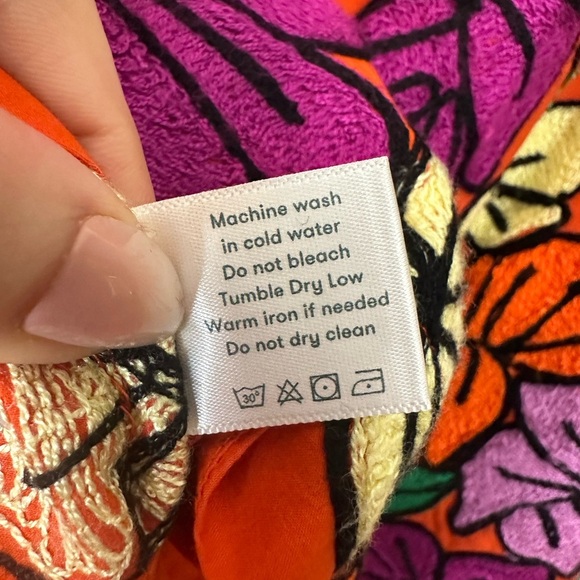 Machine wash
in cold water
Do not bleach
Tumble Dry Low
Warm iron if needed
Do not dry clean
30°